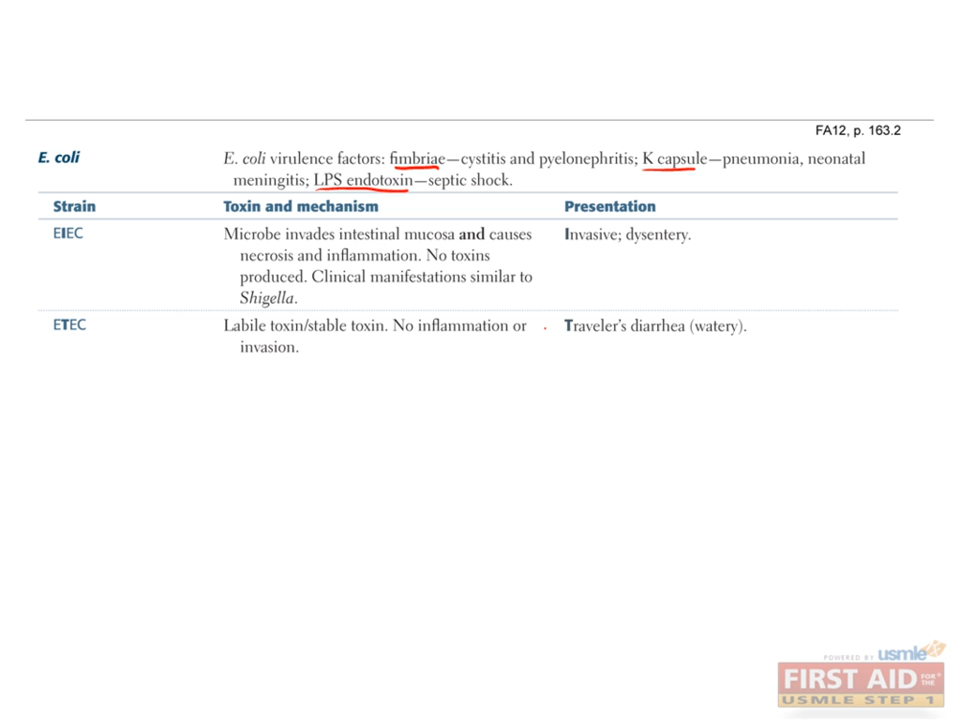 FA12, p. 163.2
E. coli
E. coli virulence factors: fimbriae—cystitis and pyelonephritis; K capsule—pneumonia, neonatal
meningitis; LPS endotoxin—septic shock.
Strain Toxin and mechanism Presentation
EIEC Microbe invades intestinal mucosa and causes Invasive; dysentery.
necrosis and inflammation. No toxins
produced. Clinical manifestations similar to
Shigella.
ETEC Labile toxin/stable toxin. No inflammation or Traveler's diarrhea (watery).
invasion.
POWERED BY usmle
FIRST AID FOR THE
USMLE STEP 1